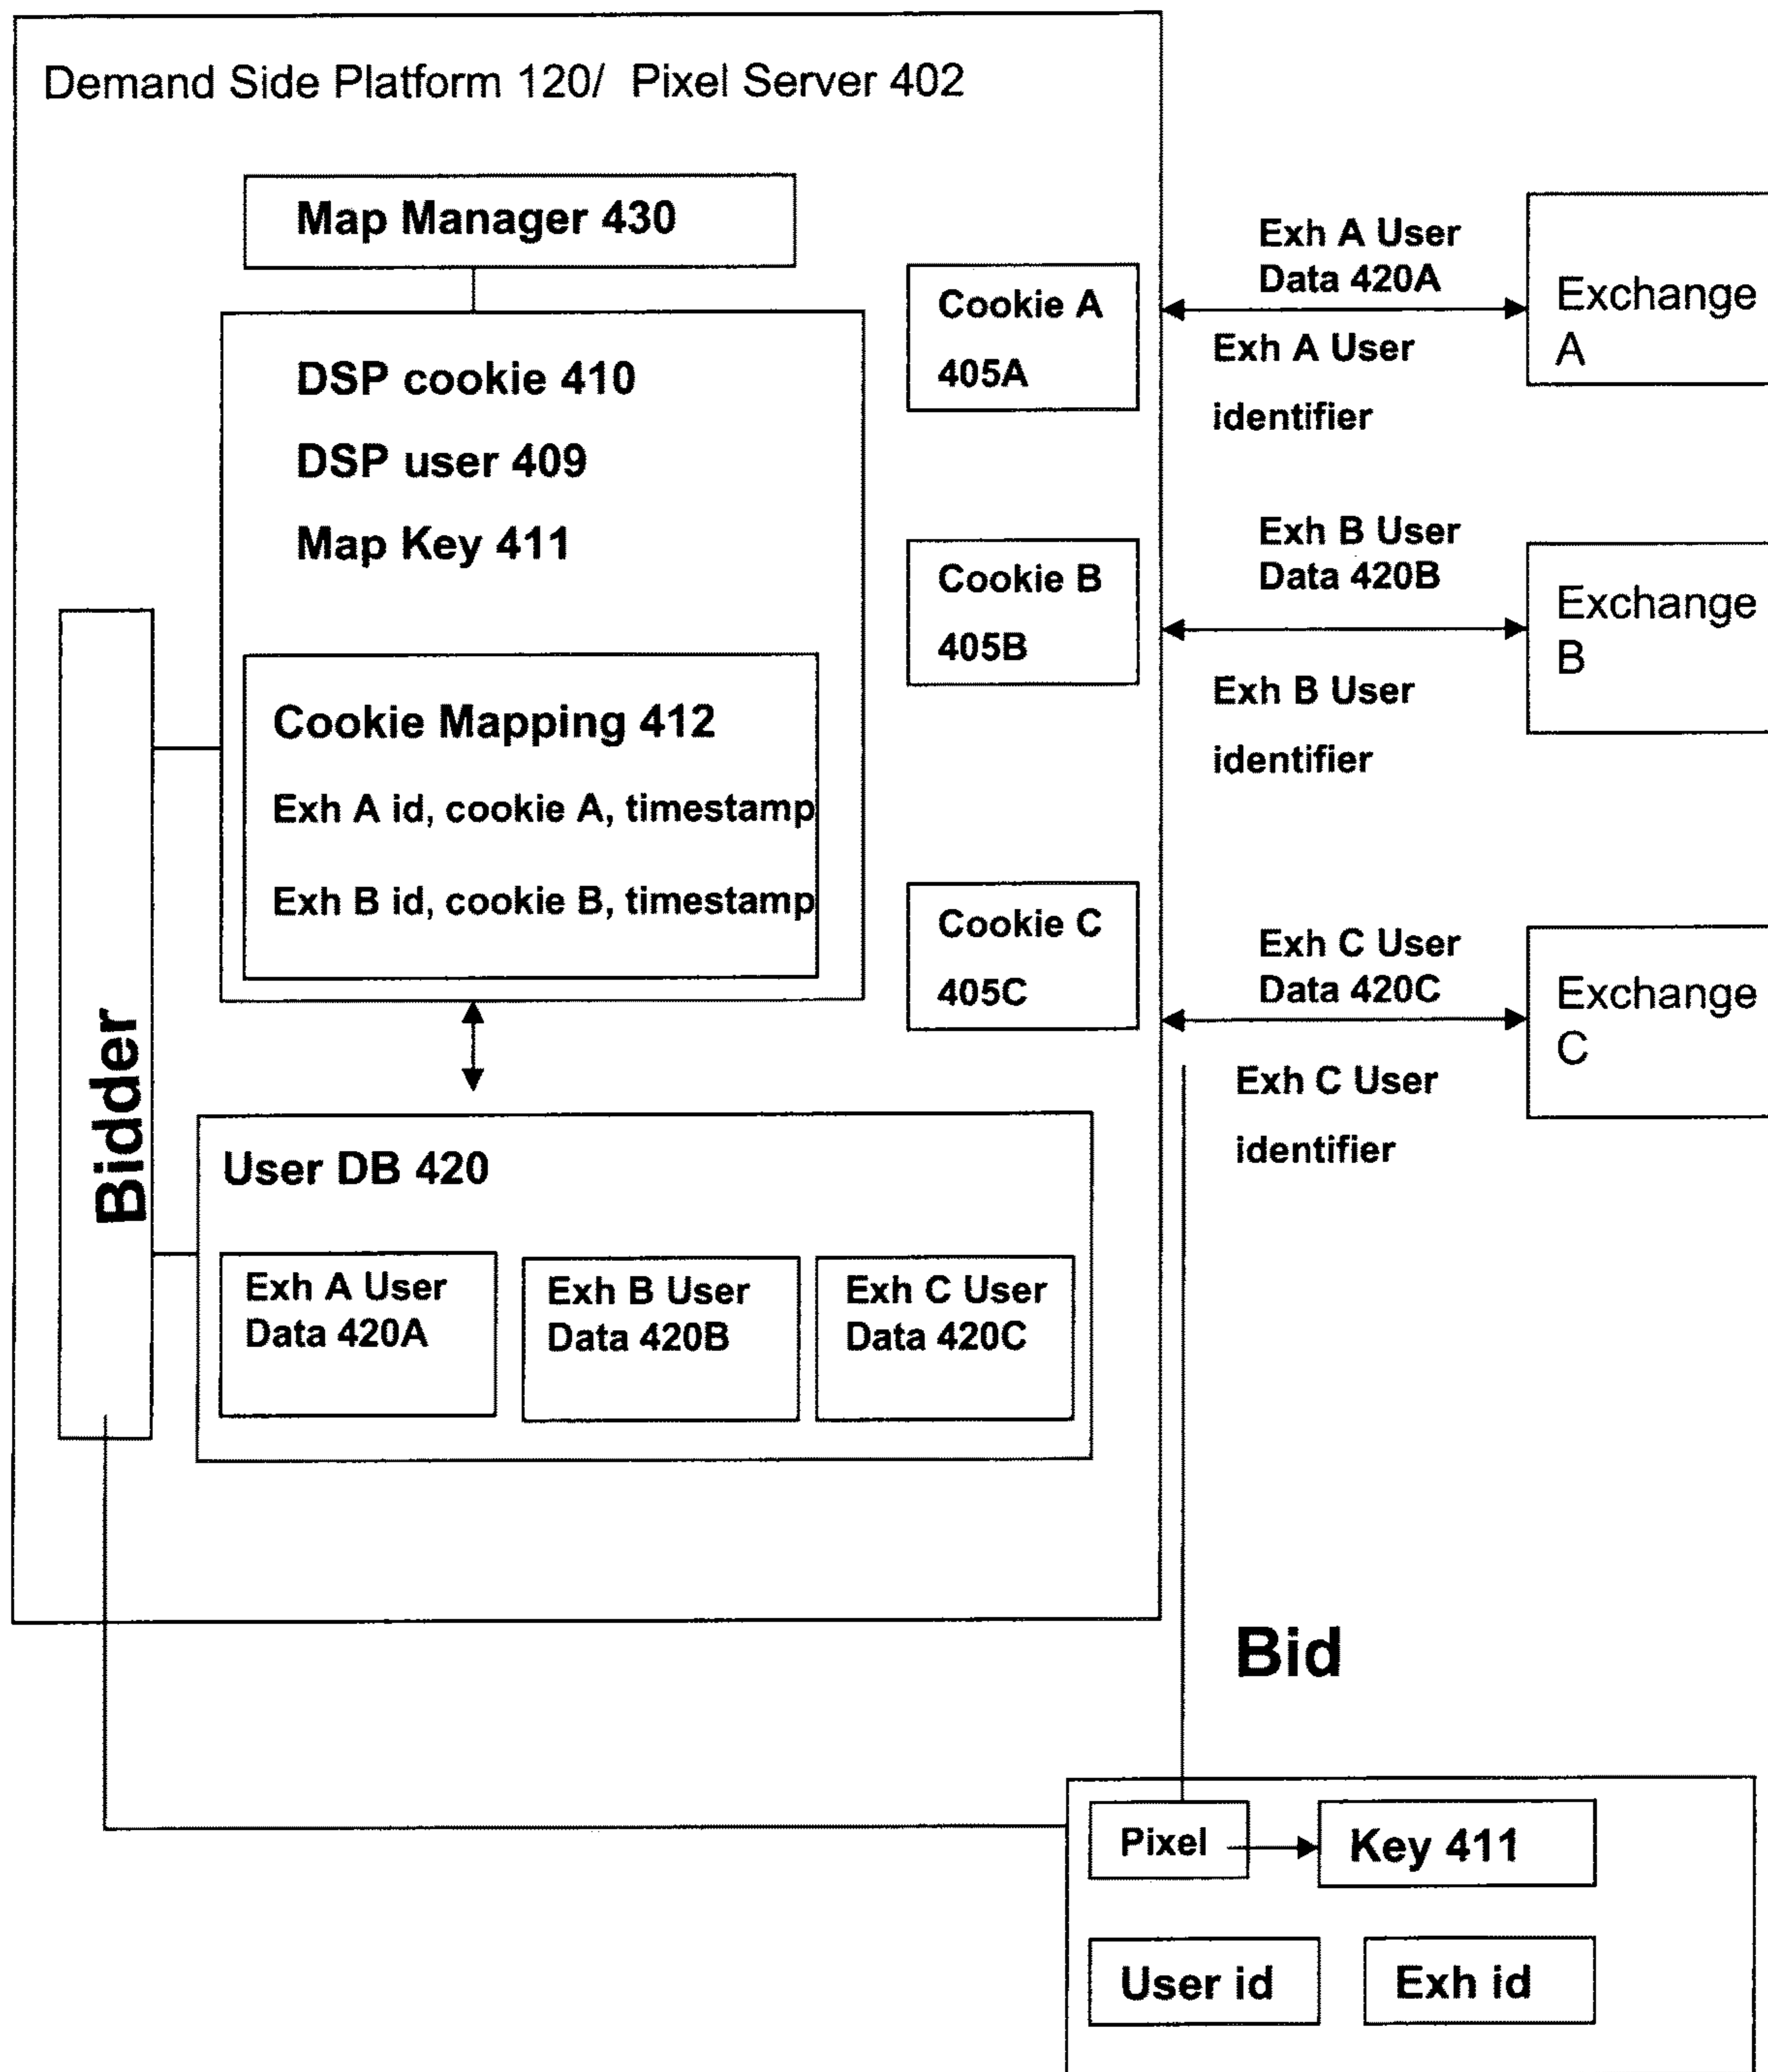 Demand Side Platform 120/ Pixel Server 402
Map Manager 430
DSP cookie 410
DSP user 409
Map Key 411
Cookie Mapping 412
Exh A id, cookie A, timestamp
Exh B id, cookie B, timestamp
Bidder
User DB 420
Exh A User
Data 420A
Exh B User
Data 420B
Exh C User
Data 420C
Cookie A
405A
Cookie B
405B
Cookie C
405C
Exh A User
Data 420A
Exh A User
identifier
Exchange
A
Exh B User
Data 420B
Exh B User
identifier
Exchange
B
Exh C User
Data 420C
Exh C User
identifier
Exchange
C
Bid
Pixel
Key 411
User id
Exh id